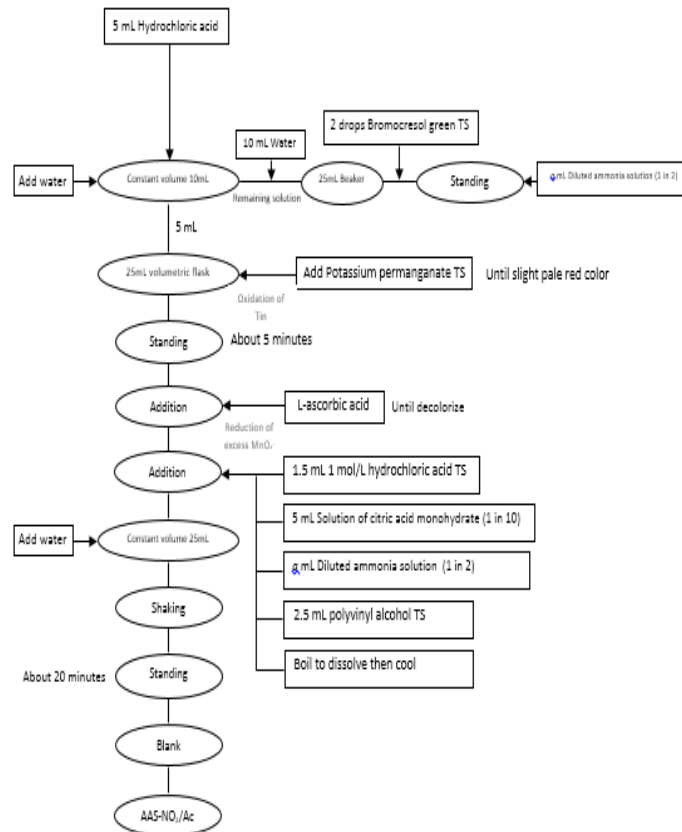 5 mL Hydrochloric acid
2 drops Bromocresol green TS
10 mL Water
Add water
Constant volume 10mL
Remaining solution
25mL Beaker
Standing
a mL Diluted ammonia solution (1 in 2)
5 mL
25mL volumetric flask
Add Potassium permanganate TS
Until slight pale red color
Oxidation of
Tin
Standing
About 5 minutes
Addition
L-ascorbic acid
Until decolorize
Reduction of
excess MnO₄⁻
Addition
1.5 mL 1 mol/L hydrochloric acid TS
5 mL Solution of citric acid monohydrate (1 in 10)
Add water
Constant volume 25mL
a mL Diluted ammonia solution (1 in 2)
Shaking
2.5 mL polyvinyl alcohol TS
About 20 minutes
Standing
Boil to dissolve then cool
Blank
AAS-NO₂/Ac